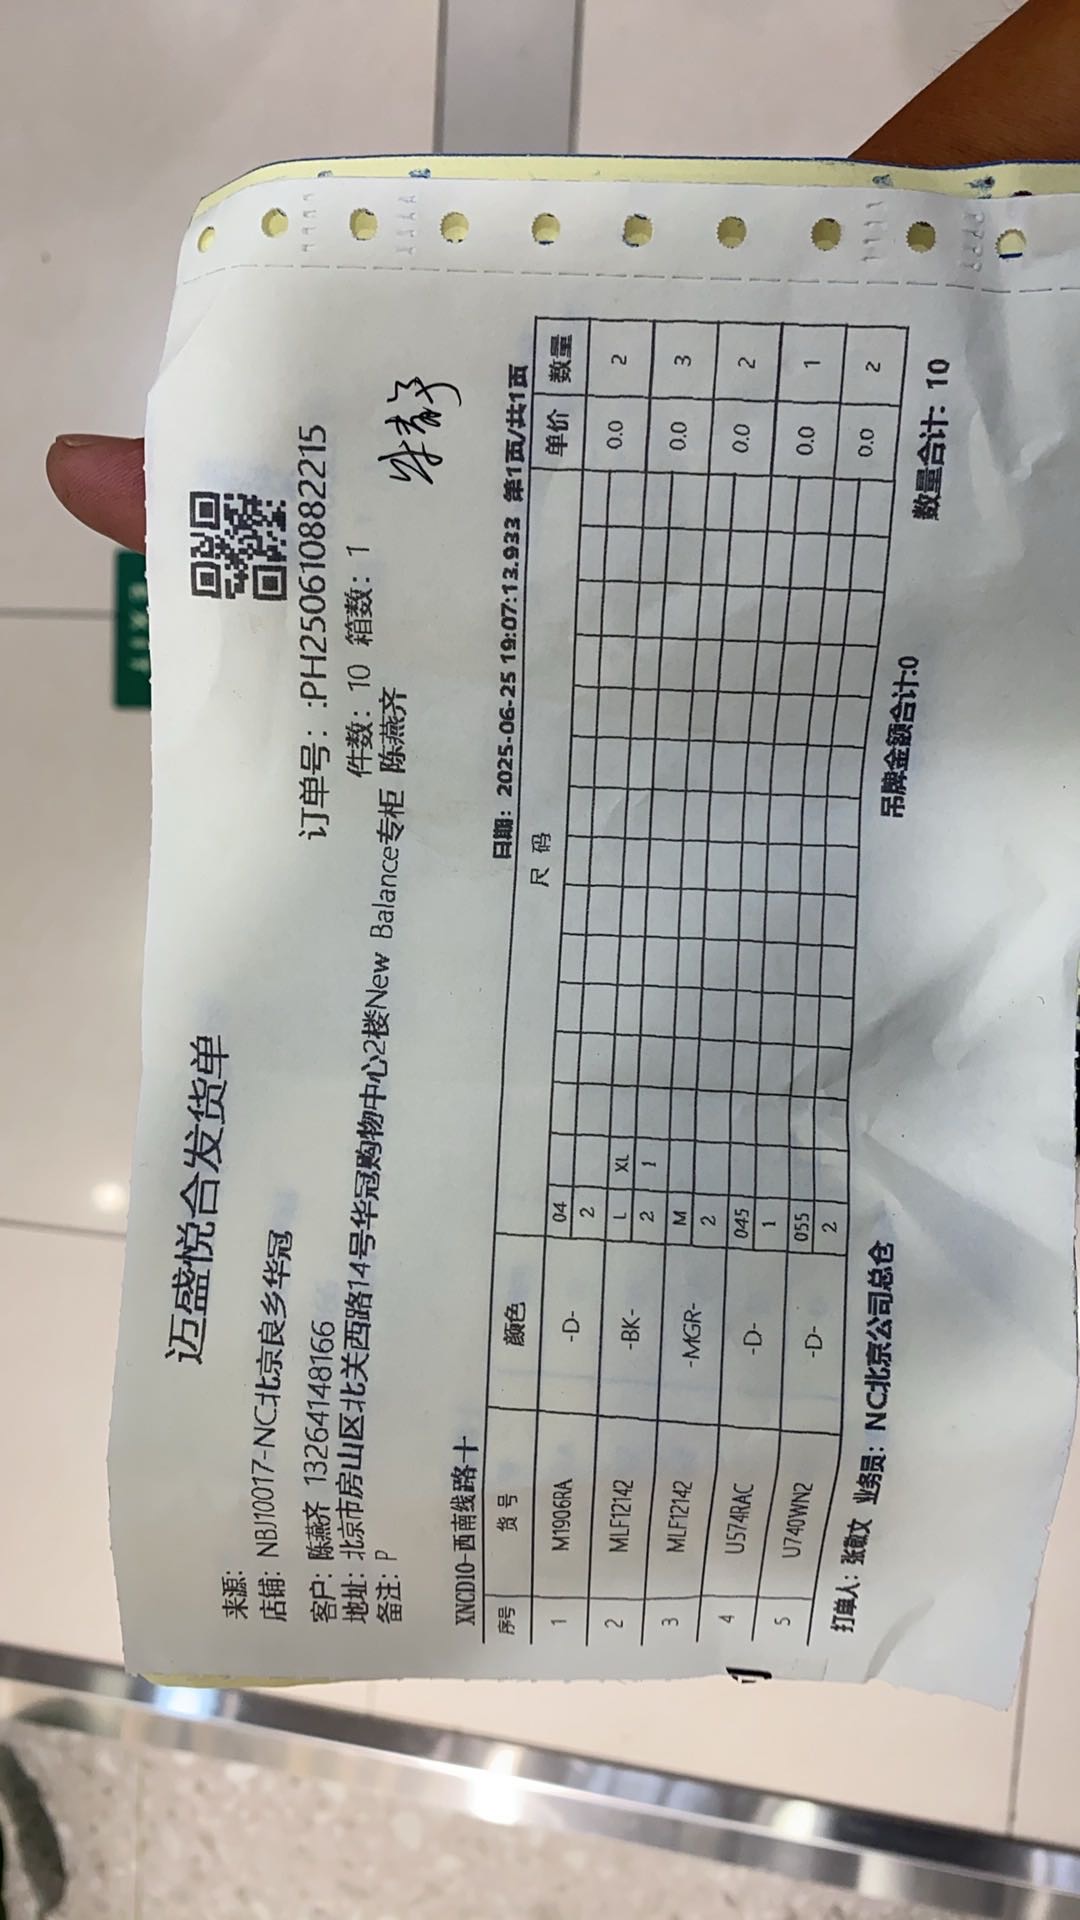 迈盛悦合发货单
来源:
店铺: NBJ10017-NC北京良乡华冠
订单号: :PH250610882215
客户: 陈燕齐 13264148166
件数: 10 箱数: 1
地址: 北京市房山区北关西路14号华冠购物中心2楼New Balance专柜 陈燕齐
备注: P
XNCD10-西南线路十
日期: 2025-06-25 19:07:13.933 第1页/共1页
序号 货号 颜色 尺码 单价 数量
1 M1906RA -D- 04 0.0 2
2
2 MLF12142 -BK- L XL 0.0 3
2 1
3 MLF12142 -MGR- M 0.0 2
2
4 U574RAC -D- 045 0.0 1
1
5 U740WN2 -D- 055 0.0 2
2
打单人: 张敬文 业务员: NC北京公司总仓 吊牌金额合计:0 数量合计: 10